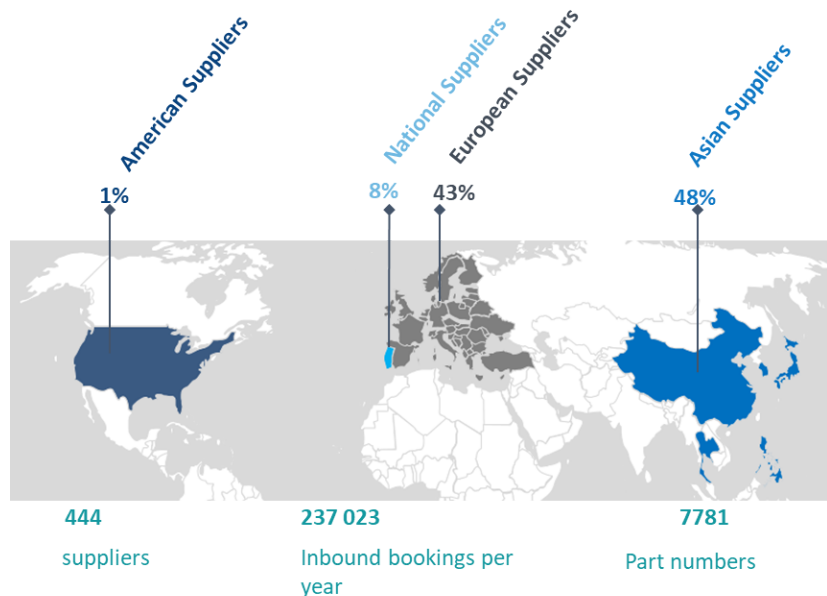 American Suppliers
National Suppliers
European Suppliers
Asian Suppliers
1%
8%
43%
48%
444
237 023
7781
suppliers
Inbound bookings per
year
Part numbers